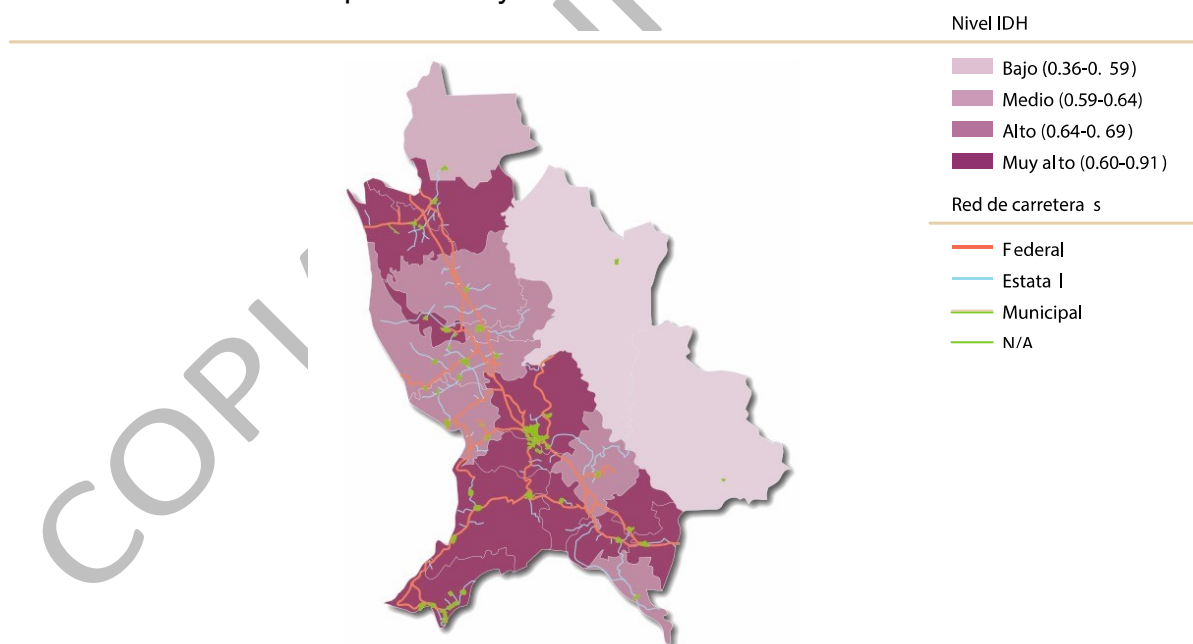 Nivel IDH
Bajo (0.36-0. 59)
Medio (0.59-0.64)
Alto (0.64-0. 69)
Muy alto (0.60-0.91)
Red de carretera s
Federal
Estata l
Municipal
N/A
COPI